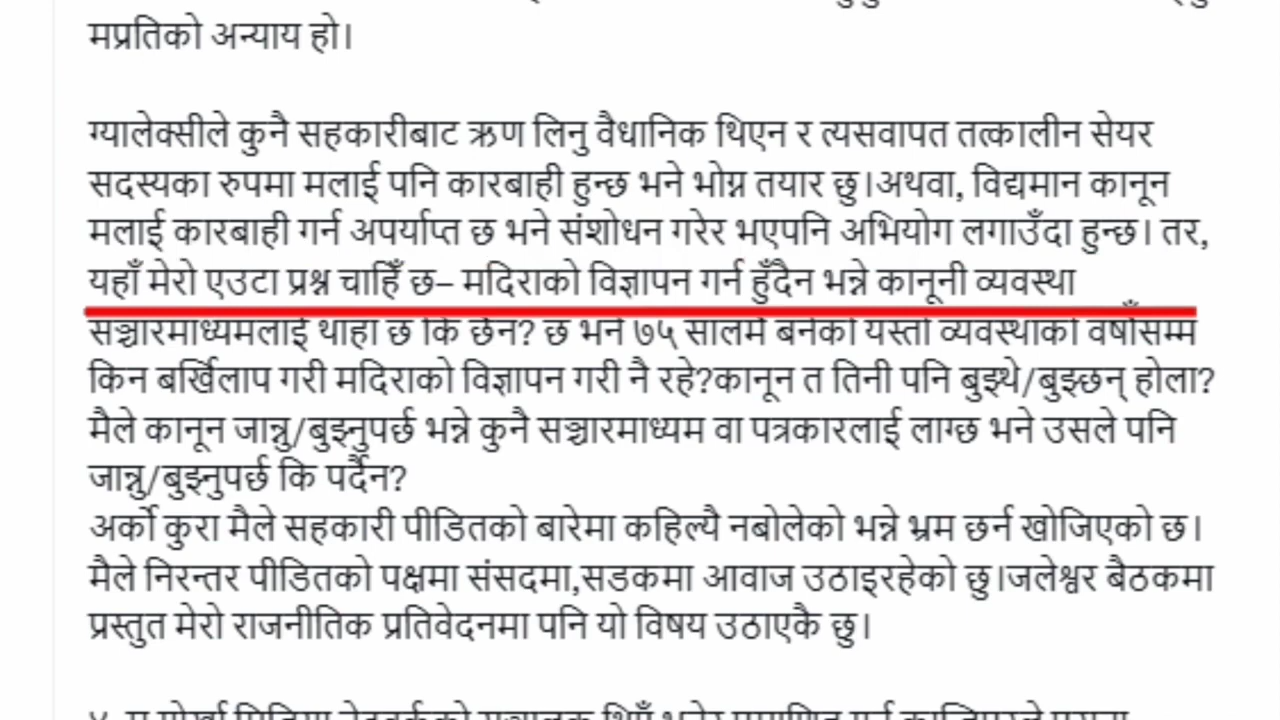 मप्रतिको अन्याय हो।
ग्यालेक्सीले कुनै सहकारीबाट ऋण लिनु वैधानिक थिएन र त्यसवापत तत्कालीन सेयर
सदस्यका रुपमा मलाई पनि कारबाही हुन्छ भने भोग्न तयार छु।अथवा, विद्यमान कानून
मलाई कारबाही गर्न अपर्याप्त छ भने संशोधन गरेर भएपनि अभियोग लगाउँदा हुन्छ। तर,
यहाँ मेरो एउटा प्रश्न चाहिँ छ– मदिराको विज्ञापन गर्न हुँदैन भन्ने कानूनी व्यवस्था
सञ्चारमाध्यमलाई थाहा छ कि छैन? छ भने ७५ सालमै बनेको यस्तो व्यवस्थाको वर्षौंसम्म
किन बर्खिलाप गरी मदिराको विज्ञापन गरी नै रहे?कानून त तिनी पनि बुझ्थे/बुझ्छन् होला?
मैले कानून जान्नु/बुझ्नुपर्छ भन्ने कुनै सञ्चारमाध्यम वा पत्रकारलाई लाग्छ भने उसले पनि
जान्नु/बुझ्नुपर्छ कि पर्दैन?
अर्को कुरा मैले सहकारी पीडितको बारेमा कहिल्यै नबोलेको भन्ने भ्रम छर्न खोजिएको छ।
मैले निरन्तर पीडितको पक्षमा संसदमा,सडकमा आवाज उठाइरहेको छु।जलेश्वर बैठकमा
प्रस्तुत मेरो राजनीतिक प्रतिवेदनमा पनि यो विषय उठाएकै छु।